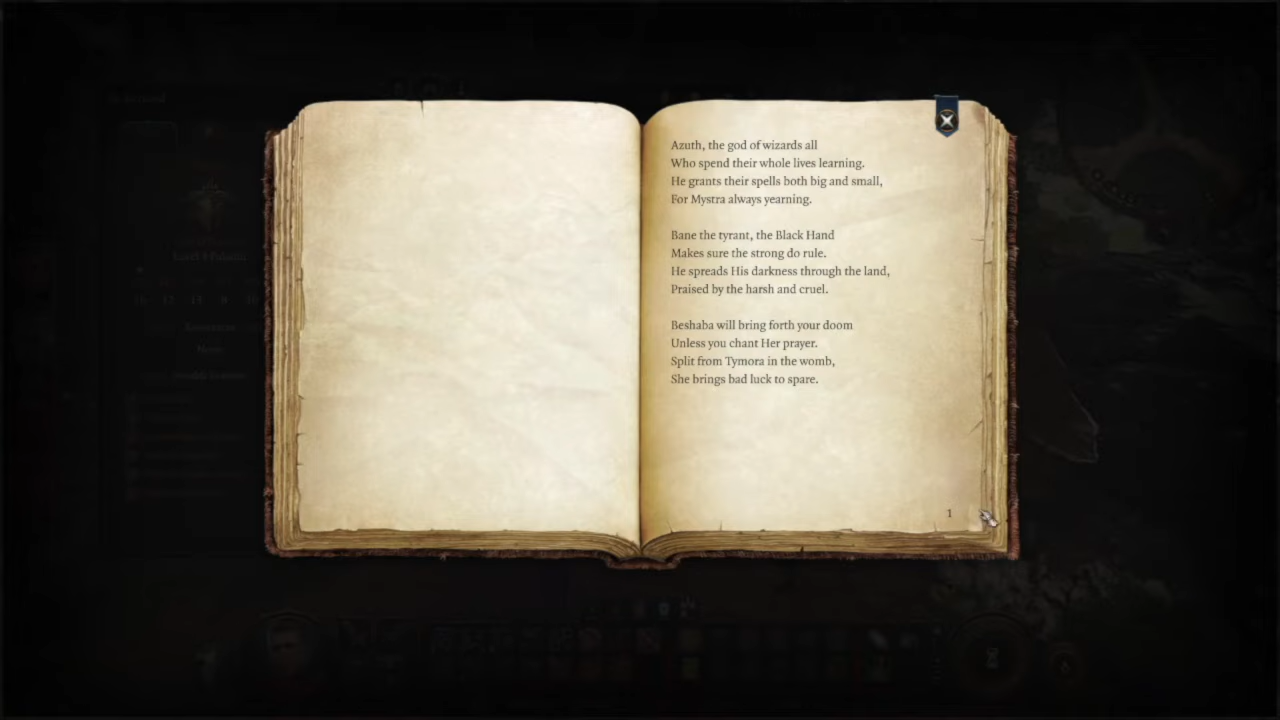 Azuth, the god of wizards all
Who spend their whole lives learning.
He grants their spells both big and small,
For Mystra always yearning.
Bane the tyrant, the Black Hand
Makes sure the strong do rule.
He spreads His darkness through the land,
Praised by the harsh and cruel.
Beshaba will bring forth your doom
Unless you chant Her prayer.
Split from Tymora in the womb,
She brings bad luck to spare.
1